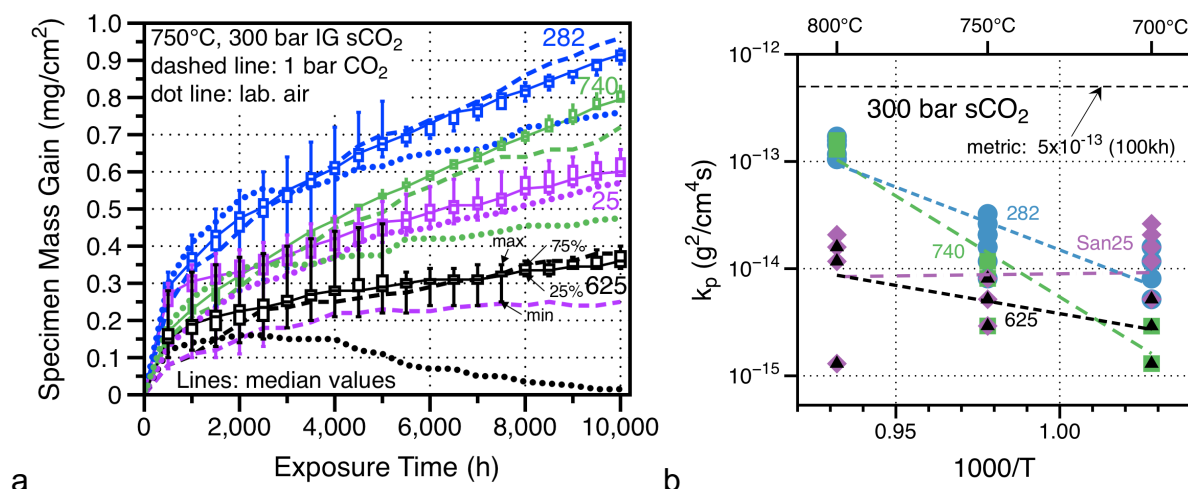 1.0
0.9
0.8
0.7
0.6
0.5
0.4
0.3
0.2
0.1
0
Specimen Mass Gain (mg/cm²)
750°C, 300 bar IG sCO₂
dashed line: 1 bar CO₂
dot line: lab. air
282
740
25
max
75%
625
25%
min
Lines: median values
0
2,000
4,000
6,000
8,000
10,000
Exposure Time (h)
a
800°C
750°C
700°C
10⁻¹²
10⁻¹³
10⁻¹⁴
10⁻¹⁵
kₚ (g²/cm⁴s)
300 bar sCO₂
metric: 5x10⁻¹³ (100kh)
282
San25
740
625
0.95
1.00
1000/T
b